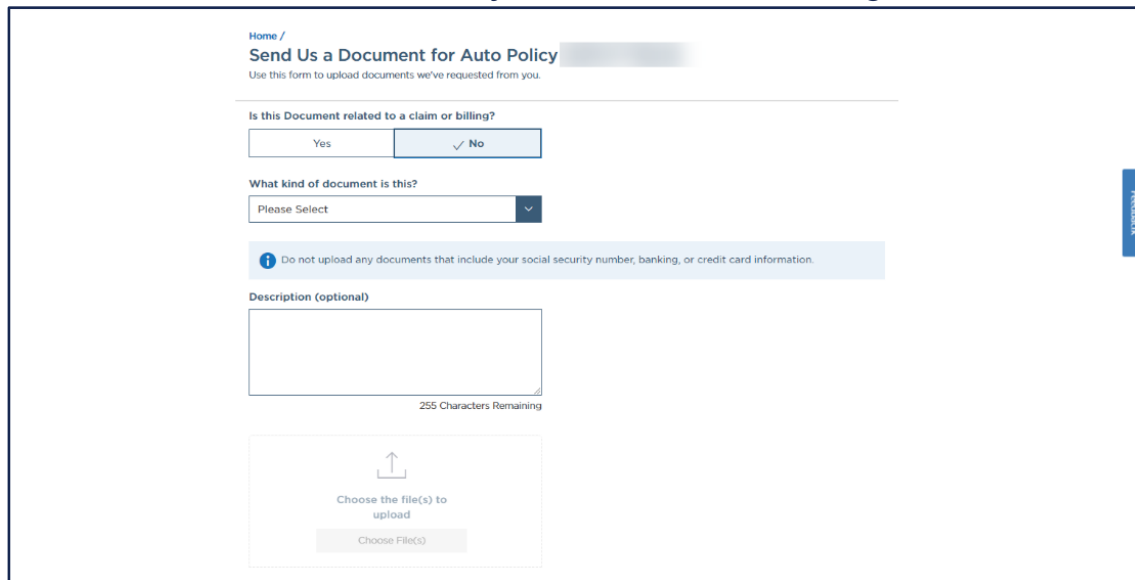 Home /
Send Us a Document for Auto Policy
Use this form to upload documents we've requested from you.
Is this Document related to a claim or billing?
Yes
No
What kind of document is this?
Please Select
Do not upload any documents that include your social security number, banking, or credit card information.
Description (optional)
255 Characters Remaining
Choose the file(s) to
upload
Choose File(s)
Feedback